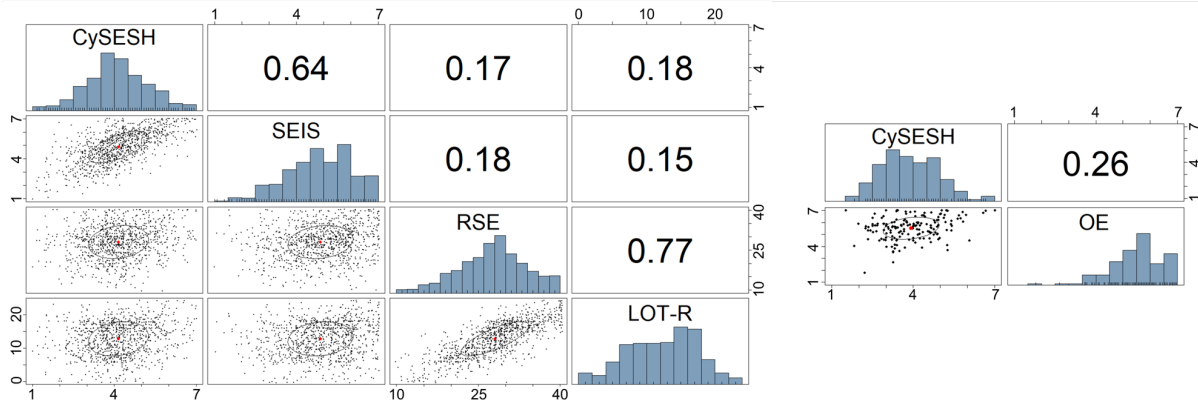 1 4 7 0 10 20
CySESH 0.64 0.17 0.18 1 4 7
1 4 7 SEIS 0.18 0.15
RSE 0.77 10 25 40
0 10 20 LOT-R
1 4 7 10 25 40
1 4 7
CySESH 0.26 1 4 7
1 4 7 OE
1 4 7